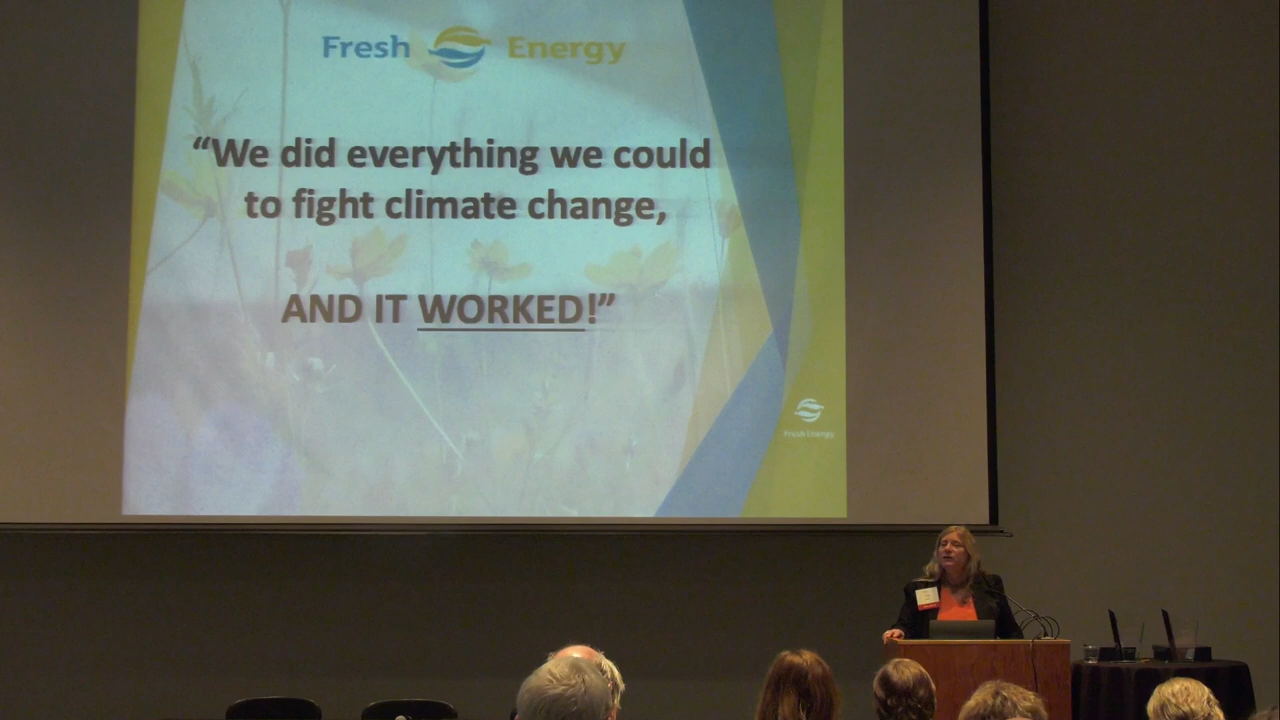 Fresh Energy
“We did everything we could
to fight climate change,
AND IT WORKED!”
Fresh Energy